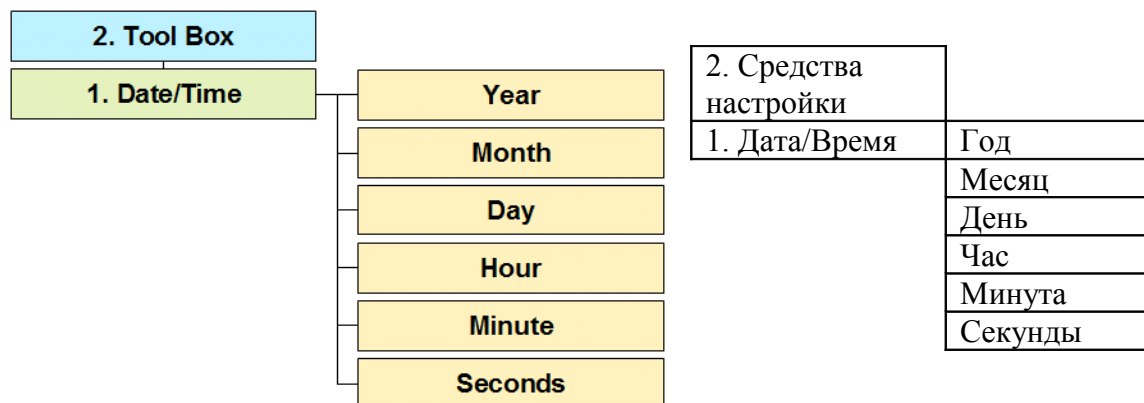 2. Tool Box
1. Date/Time
Year
Month
Day
Hour
Minute
Seconds
2. Средства
настройки
1. Дата/Время
Год
Месяц
День
Час
Минута
Секунды